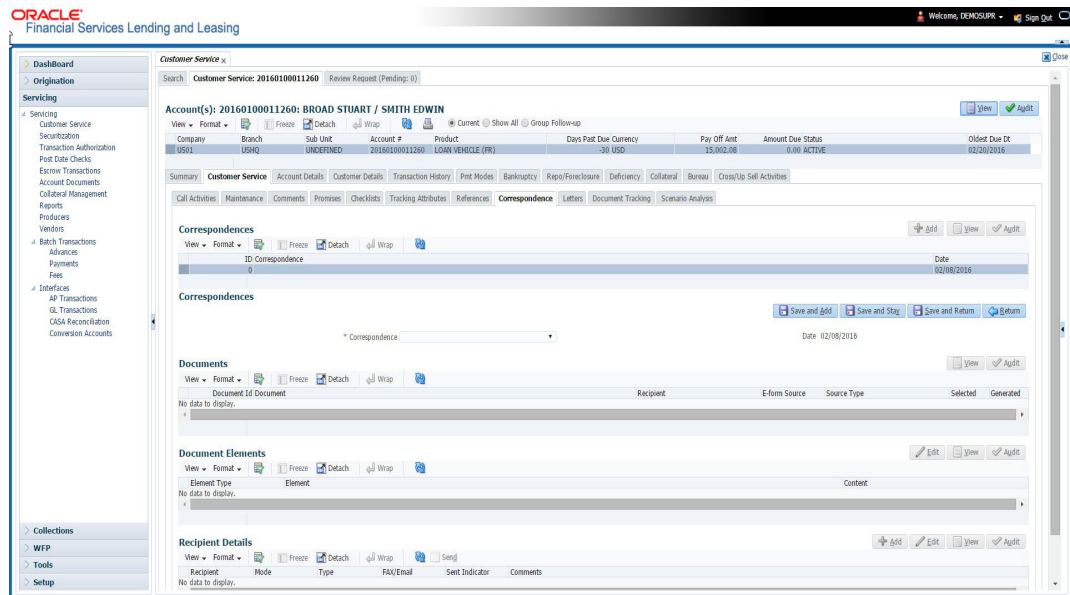 ORACLE
Financial Services Lending and Leasing
Welcome, DEMOSUPR Sign Out
Close
DashBoard
Origination
Servicing
Servicing
Customer Service
Securitization
Transaction Authorization
Post Date Checks
Escrow Transactions
Account Documents
Collateral Management
Reports
Producers
Vendors
Batch Transactions
Advances
Payments
Fees
Interfaces
AP Transactions
GL Transactions
CASA Reconciliation
Conversion Accounts
Collections
WFP
Tools
Setup
Customer Service x
Search Customer Service: 20160100011260 Review Request (Pending: 0)
Account(s): 20160100011260: BROAD STUART / SMITH EDWIN
View Audit
View Format Freeze Detach Wrap Current Show All Group Follow-up
Company Branch Sub Unit Account # Product Days Past Due Currency Pay Off Amt Amount Due Status Oldest Due Dt
US01 USHQ UNDEFINED 20160100011260 LOAN VEHICLE (FR) -30 USD 15,002.08 0.00 ACTIVE 02/20/2016
Summary Customer Service Account Details Customer Details Transaction History Pmt Modes Bankruptcy Repo/Foreclosure Deficiency Collateral Bureau Cross/Up Sell Activities
Call Activities Maintenance Comments Promises Checklists Tracking Attributes References Correspondence Letters Document Tracking Scenario Analysis
Correspondences
Add View Audit
View Format Freeze Detach Wrap
ID Correspondence Date
0 02/08/2016
Correspondences
Save and Add Save and Stay Save and Return Return
* Correspondence Date 02/08/2016
Documents
View Audit
View Format Freeze Detach Wrap
Document Id Document Recipient E-form Source Source Type Selected Generated
No data to display.
Document Elements
Edit View Audit
View Format Freeze Detach Wrap
Element Type Element Content
No data to display.
Recipient Details
Add Edit View Audit
View Format Freeze Detach Wrap Send
Recipient Mode Type FAX/Email Sent Indicator Comments
No data to display.